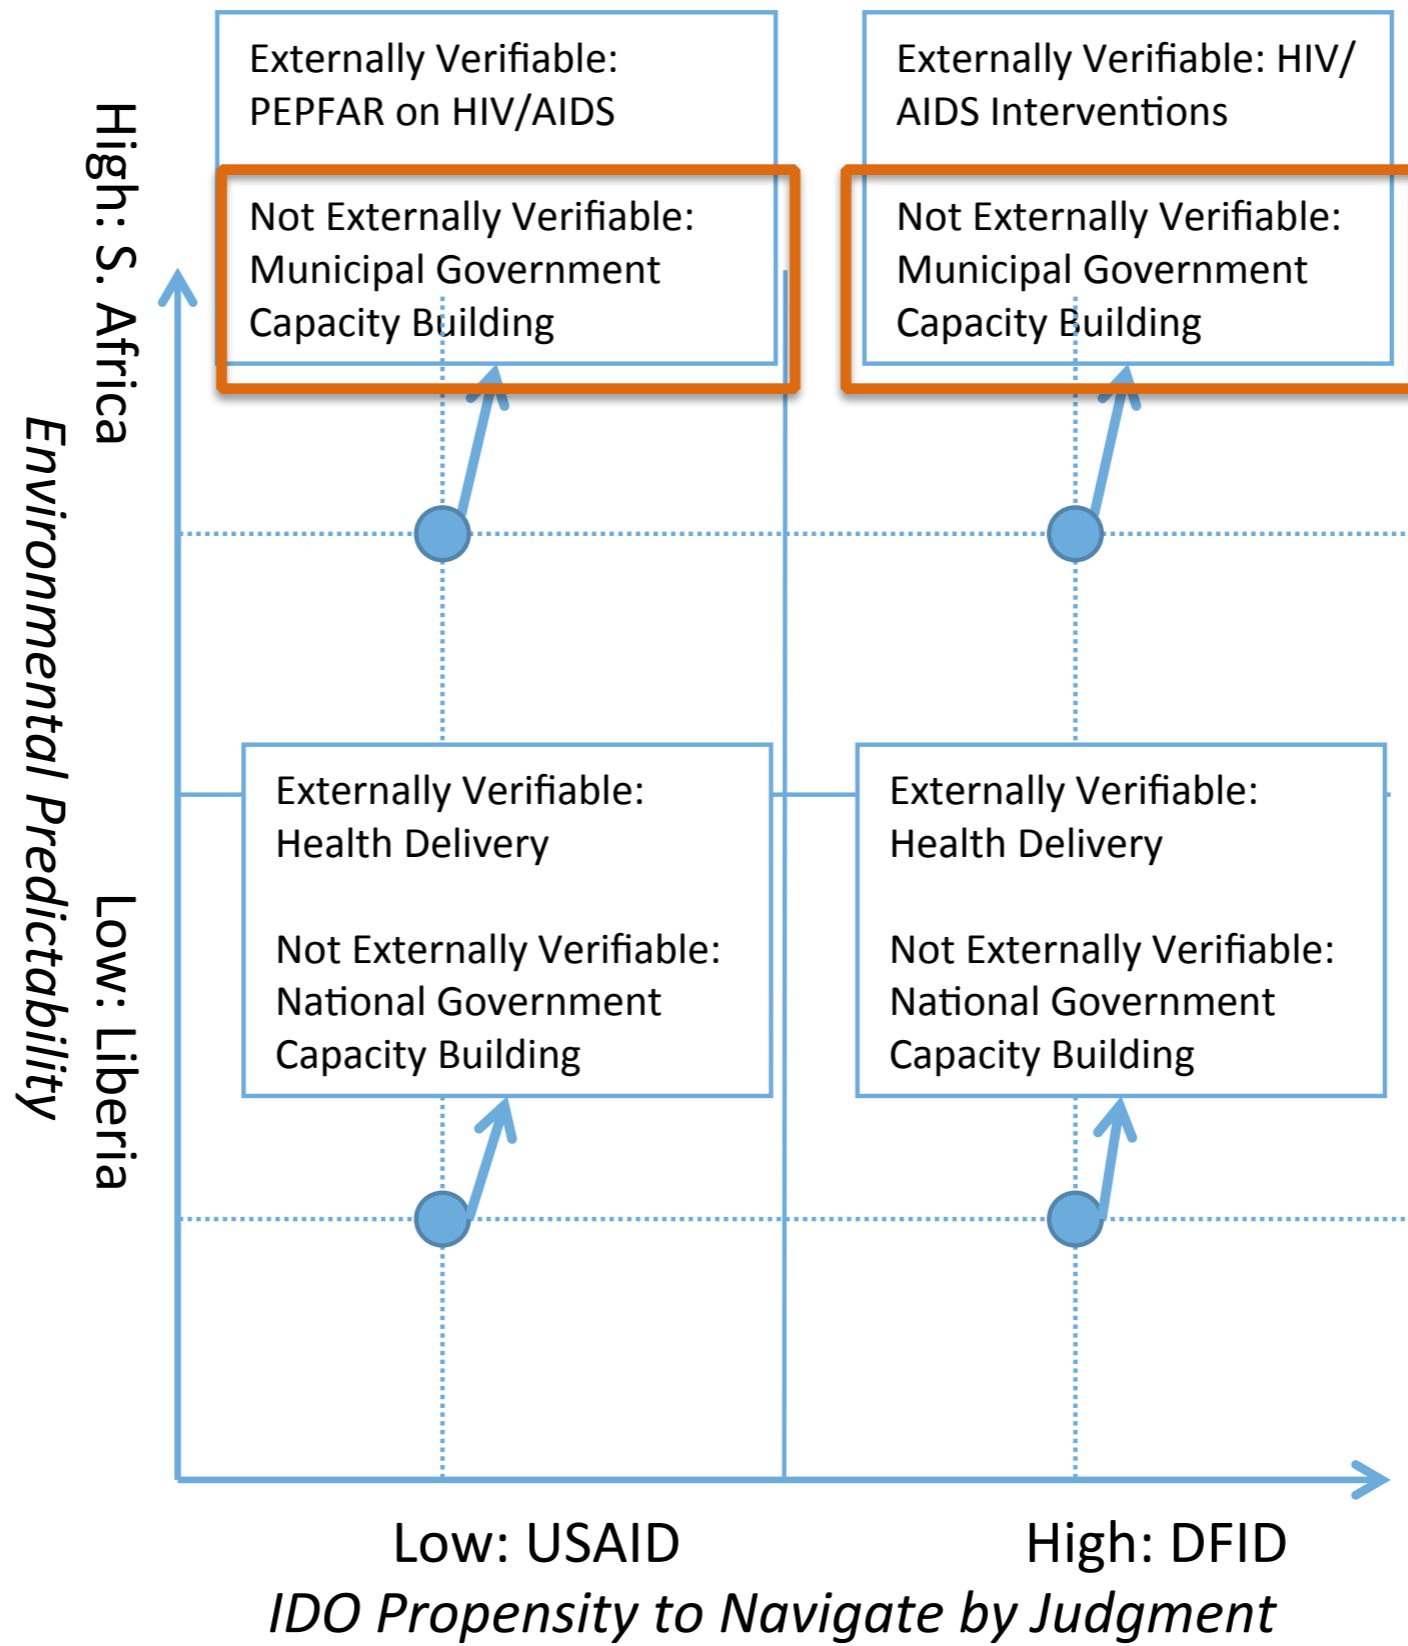 Externally Verifiable:
PEPFAR on HIV/AIDS
Not Externally Verifiable:
Municipal Government
Capacity Building
Externally Verifiable: HIV/
AIDS Interventions
Not Externally Verifiable:
Municipal Government
Capacity Building
High: S. Africa
Environmental Predictability
Low: Liberia
Externally Verifiable:
Health Delivery
Not Externally Verifiable:
National Government
Capacity Building
Externally Verifiable:
Health Delivery
Not Externally Verifiable:
National Government
Capacity Building
Low: USAID
High: DFID
IDO Propensity to Navigate by Judgment